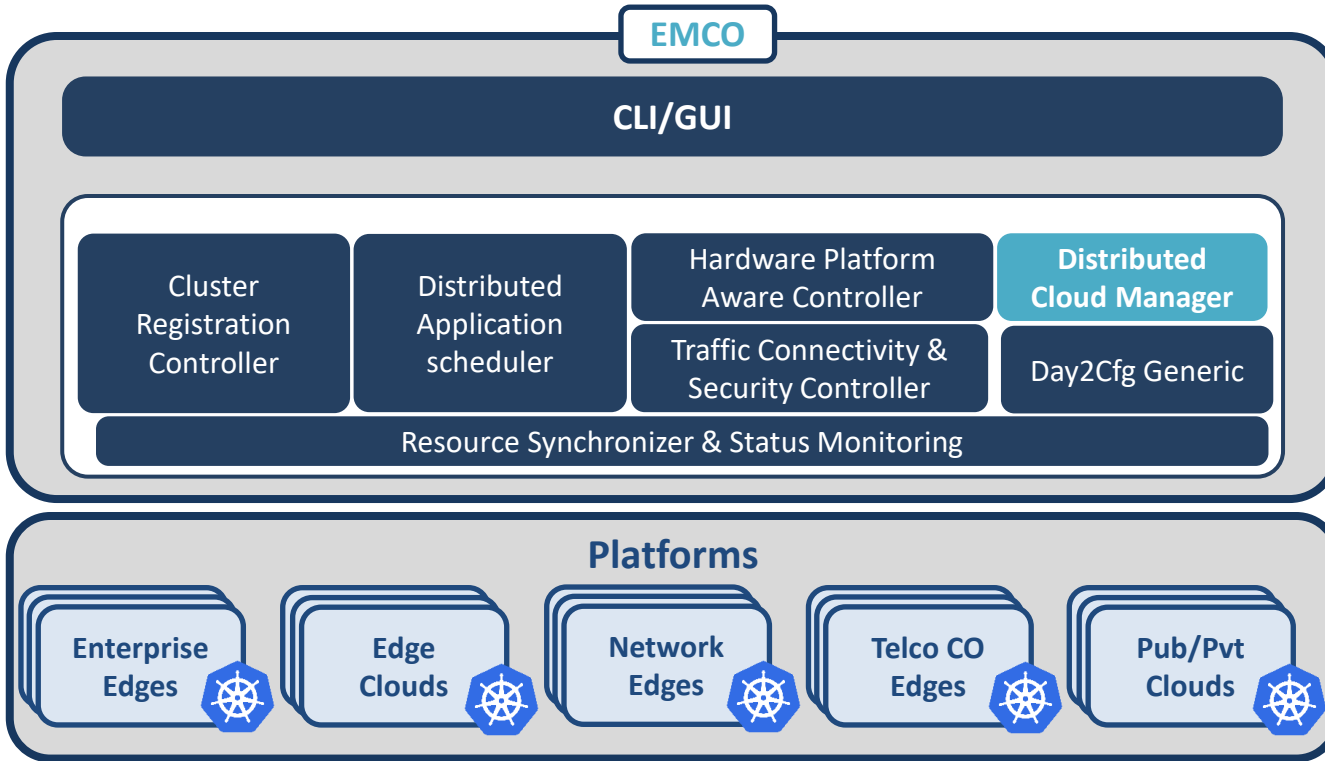 EMCO
CLI/GUI
Cluster
Registration
Controller
Distributed
Application
scheduler
Hardware Platform
Aware Controller
Traffic Connectivity &
Security Controller
Distributed
Cloud Manager
Day2Cfg Generic
Resource Synchronizer & Status Monitoring
Platforms
Enterprise
Edges
Edge
Clouds
Network
Edges
Telco CO
Edges
Pub/Pvt
Clouds